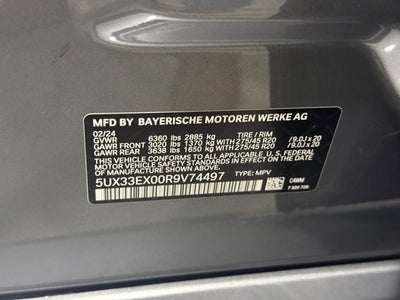 MFD BY BAYERISCHE MOTOREN WERKE AG
02/24 TIRE / RIM
GVWR 6360 lbs 2885 kg
GAWR FRONT 3020 lbs 1370 kg WITH 275/45 R20 /9.0J x 20
GAWR REAR 3638 lbs 1650 kg WITH 275/45 R20 /9.0J x 20
THIS VEHICLE CONFORMS TO ALL APPLICABLE U.S. FEDERAL
MOTOR VEHICLE SAFETY STANDARDS IN EFFECT ON
THE DATE OF MANUFACTURE SHOWN ABOVE.
5UX33EX00R9V74497 TYPE: MPV